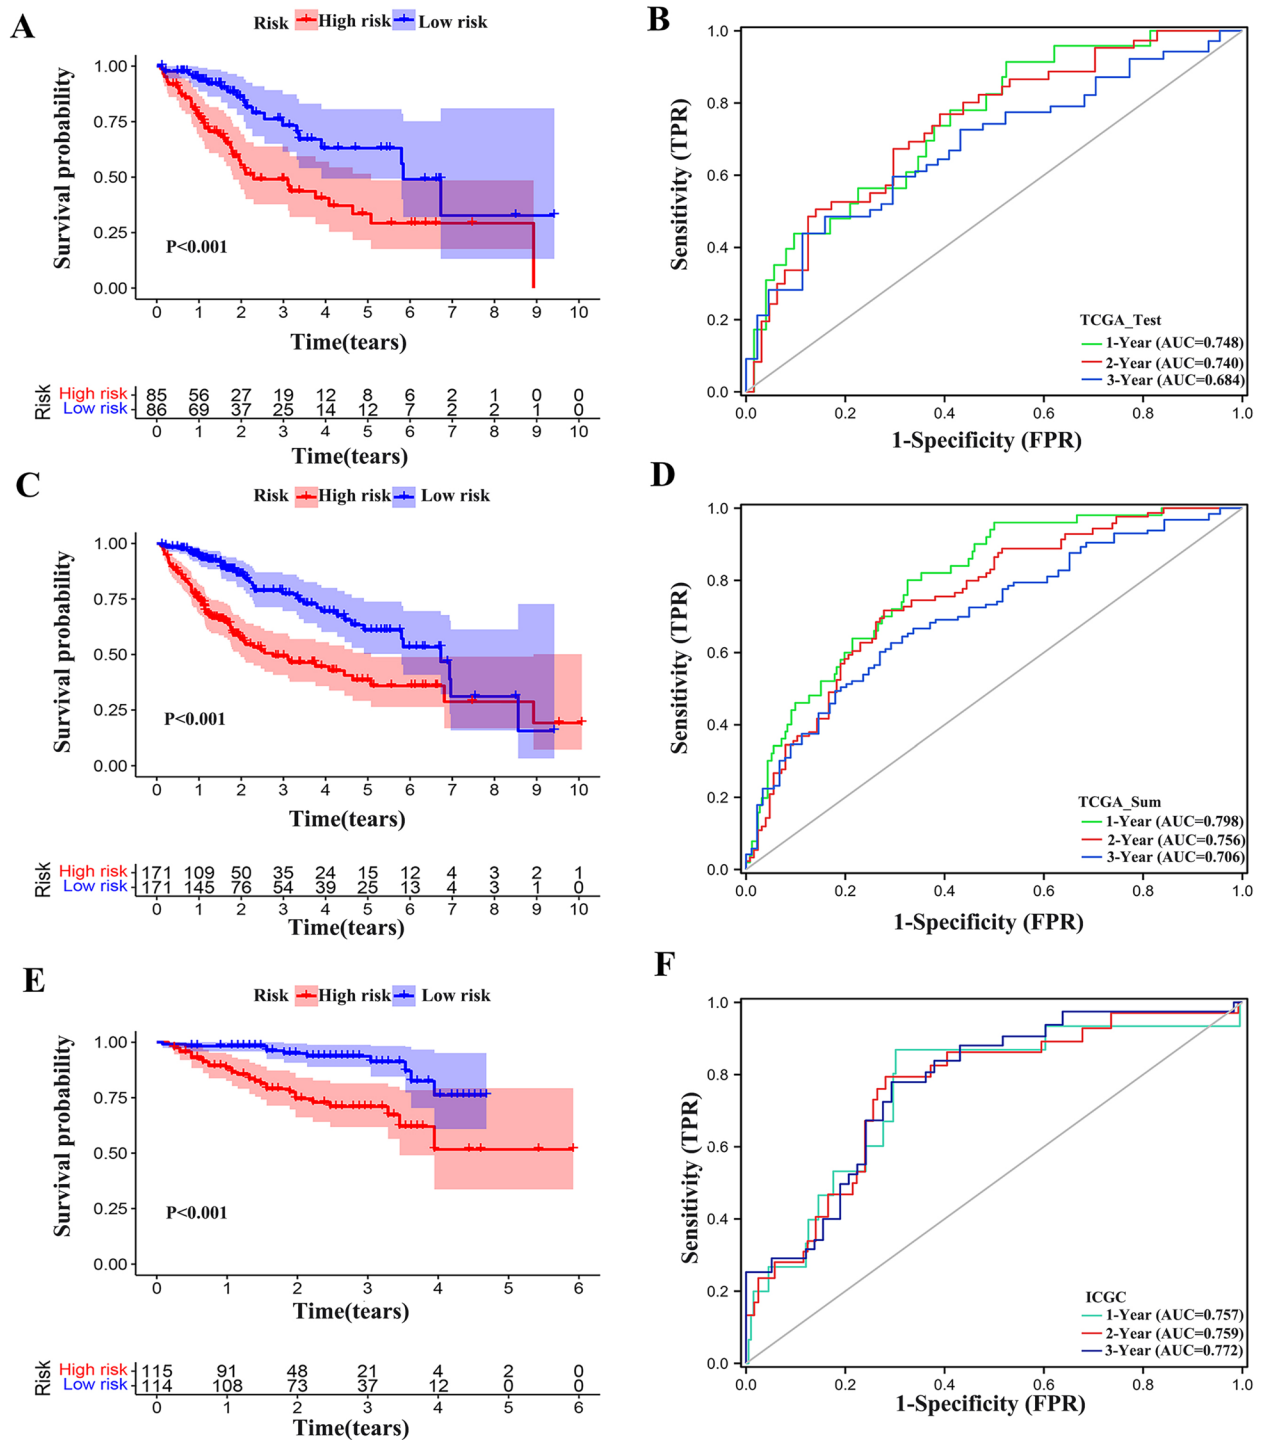 A
Risk High risk Low risk
Survival probability
1.00
0.75
0.50
0.25
0.00
P<0.001
0 1 2 3 4 5 6 7 8 9 10
Time(tears)
Risk
High risk 85 56 27 19 12 8 6 2 1 0 0
Low risk 86 69 37 25 14 12 7 2 2 1 0
0 1 2 3 4 5 6 7 8 9 10
Time(tears)
B
Sensitivity (TPR)
1.0
0.8
0.6
0.4
0.2
0.0
TCGA_Test
1-Year (AUC=0.748)
2-Year (AUC=0.740)
3-Year (AUC=0.684)
0.0 0.2 0.4 0.6 0.8 1.0
1-Specificity (FPR)
C
Risk High risk Low risk
Survival probability
1.00
0.75
0.50
0.25
0.00
P<0.001
0 1 2 3 4 5 6 7 8 9 10
Time(tears)
Risk
High risk 171 109 50 35 24 15 12 4 3 2 1
Low risk 171 145 76 54 39 25 13 4 3 1 0
0 1 2 3 4 5 6 7 8 9 10
Time(tears)
D
Sensitivity (TPR)
1.0
0.8
0.6
0.4
0.2
0.0
TCGA_Sum
1-Year (AUC=0.798)
2-Year (AUC=0.756)
3-Year (AUC=0.706)
0.0 0.2 0.4 0.6 0.8 1.0
1-Specificity (FPR)
E
Risk High risk Low risk
Survival probability
1.00
0.75
0.50
0.25
0.00
P<0.001
0 1 2 3 4 5 6
Time(tears)
Risk
High risk 115 91 48 21 4 2 0
Low risk 114 108 73 37 12 0 0
0 1 2 3 4 5 6
Time(tears)
F
Sensitivity (TPR)
1.0
0.8
0.6
0.4
0.2
0.0
ICGC
1-Year (AUC=0.757)
2-Year (AUC=0.759)
3-Year (AUC=0.772)
0.0 0.2 0.4 0.6 0.8 1.0
1-Specificity (FPR)